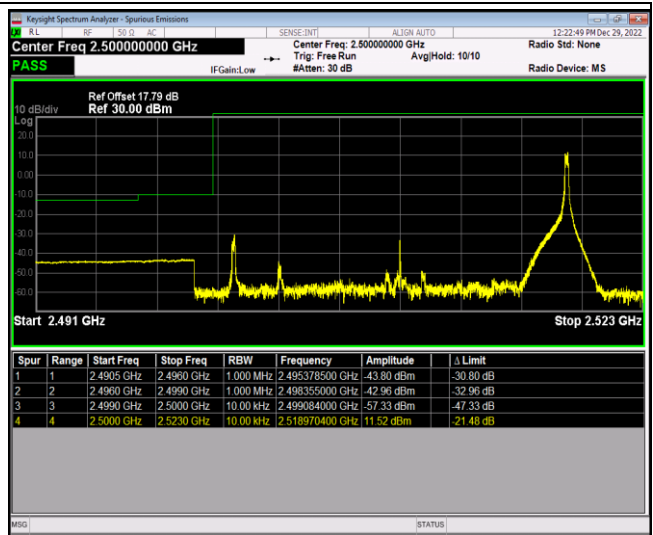 Keysight Spectrum Analyzer - Spurious Emissions
RL RF 50 Ω AC SENSE:INT ALIGN AUTO 12:22:49 PM Dec 29, 2022
Center Freq 2.500000000 GHz Center Freq: 2.500000000 GHz Radio Std: None
Trig: Free Run Avg|Hold: 10/10
PASS IFGain:Low #Atten: 30 dB Radio Device: MS
Ref Offset 17.79 dB
10 dB/div Ref 30.00 dBm
Log
20.0
10.0
0.00
-10.0
-20.0
-30.0
-40.0
-50.0
-60.0
Start 2.491 GHz Stop 2.523 GHz
Spur Range Start Freq Stop Freq RBW Frequency Amplitude Δ Limit
1 1 2.4905 GHz 2.4960 GHz 1.000 MHz 2.495378500 GHz -43.80 dBm -30.80 dB
2 2 2.4960 GHz 2.4990 GHz 1.000 MHz 2.498355000 GHz -42.96 dBm -32.96 dB
3 3 2.4990 GHz 2.5000 GHz 10.00 kHz 2.499084000 GHz -57.33 dBm -47.33 dB
4 4 2.5000 GHz 2.5230 GHz 10.00 kHz 2.518970400 GHz 11.52 dBm -21.48 dB
MSG STATUS